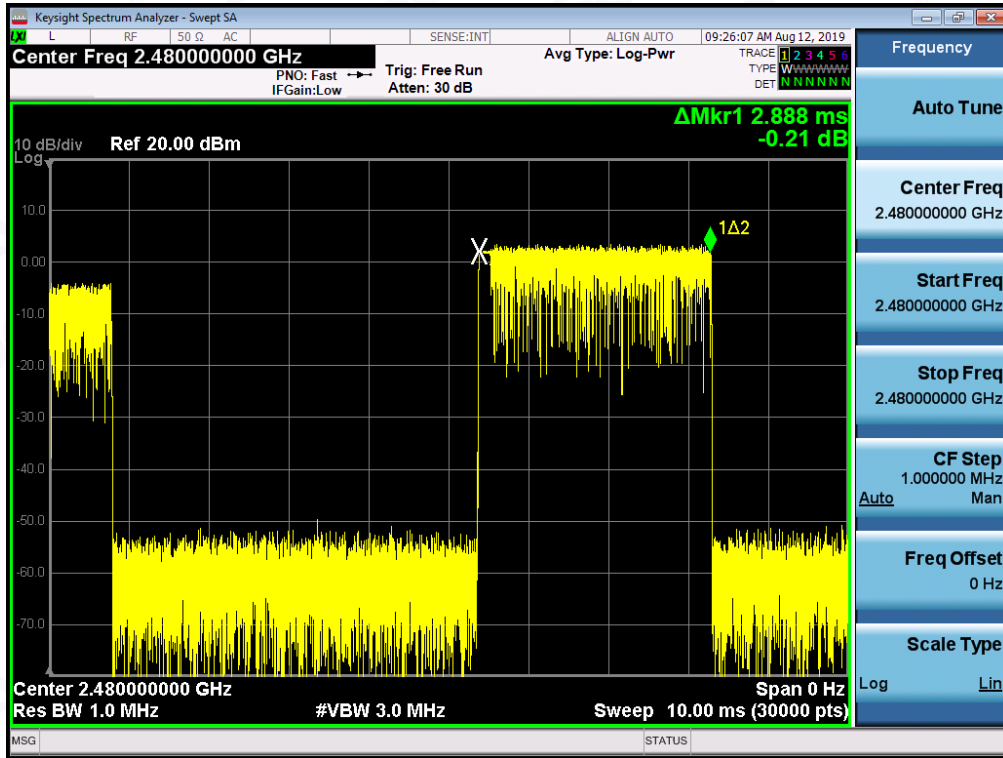 Keysight Spectrum Analyzer - Swept SA
LXI L RF 50 Ω AC SENSE:INT ALIGN AUTO 09:26:07 AM Aug 12, 2019
Center Freq 2.480000000 GHz
PNO: Fast
IFGain:Low
Trig: Free Run
Atten: 30 dB
Avg Type: Log-Pwr
TRACE 1 2 3 4 5 6
TYPE WWWWWW
DET N N N N N N
ΔMkr1 2.888 ms
-0.21 dB
10 dB/div Ref 20.00 dBm
Log
10.0
0.00
-10.0
-20.0
-30.0
-40.0
-50.0
-60.0
-70.0
X
1Δ2
Center 2.480000000 GHz
Span 0 Hz
Res BW 1.0 MHz
#VBW 3.0 MHz
Sweep 10.00 ms (30000 pts)
MSG
STATUS
Frequency
Auto Tune
Center Freq
2.480000000 GHz
Start Freq
2.480000000 GHz
Stop Freq
2.480000000 GHz
CF Step
1.000000 MHz
Auto Man
Freq Offset
0 Hz
Scale Type
Log Lin